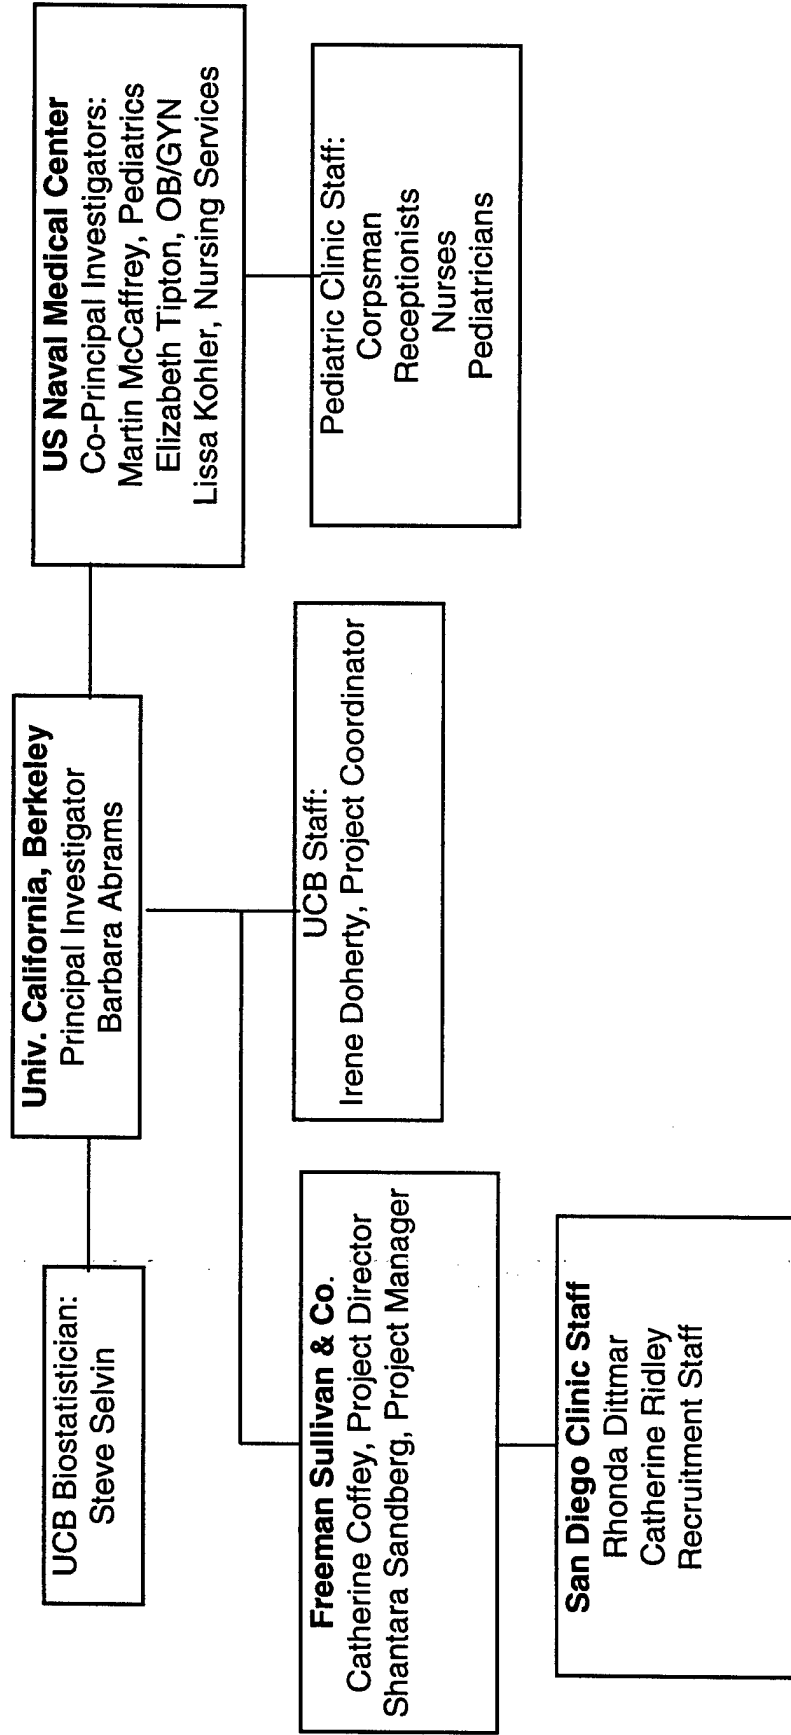 UCB Biostatistician:
Steve Selvin
Univ. California, Berkeley
Principal Investigator
Barbara Abrams
US Naval Medical Center
Co-Principal Investigators:
Martin McCaffrey, Pediatrics
Elizabeth Tipton, OB/GYN
Lissa Kohler, Nursing Services
Freeman Sullivan & Co.
Catherine Coffey, Project Director
Shantara Sandberg, Project Manager
UCB Staff:
Irene Doherty, Project Coordinator
Pediatric Clinic Staff:
Corpsman
Receptionists
Nurses
Pediatricians
San Diego Clinic Staff
Rhonda Dittmar
Catherine Ridley
Recruitment Staff